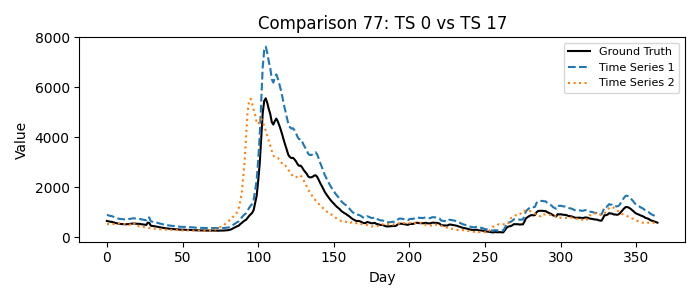 Comparison 77: TS 0 vs TS 17
8000
6000
4000
2000
0
Value
0 50 100 150 200 250 300 350
Day
Ground Truth
Time Series 1
Time Series 2